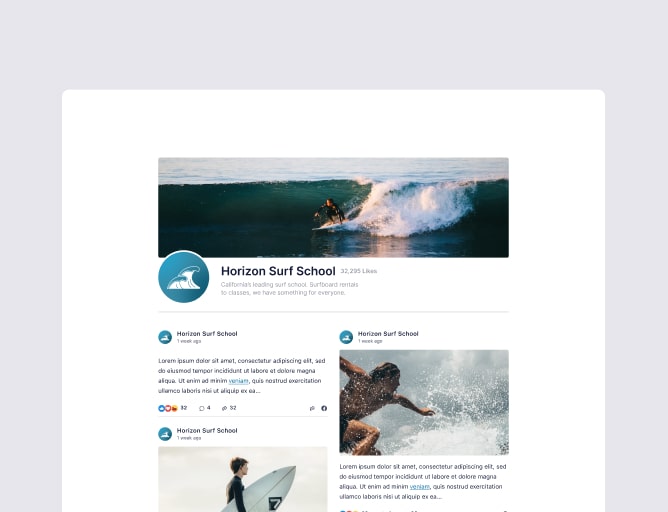 Horizon Surf School 32,295 Likes
California's leading surf school. Surfboard rentals
to classes, we have something for everyone.
Horizon Surf School
1 week ago
Lorem ipsum dolor sit amet, consectetur adipiscing elit, sed
do eiusmod tempor incididunt ut labore et dolore magna
aliqua. Ut enim ad minim veniam, quis nostrud exercitation
ullamco laboris nisi ut aliquip ex ea...
32 4 32
Horizon Surf School
1 week ago
Horizon Surf School
1 week ago
Lorem ipsum dolor sit amet, consectetur adipiscing elit, sed
do eiusmod tempor incididunt ut labore et dolore magna
aliqua. Ut enim ad minim veniam, quis nostrud exercitation
ullamco laboris nisi ut aliquip ex ea...